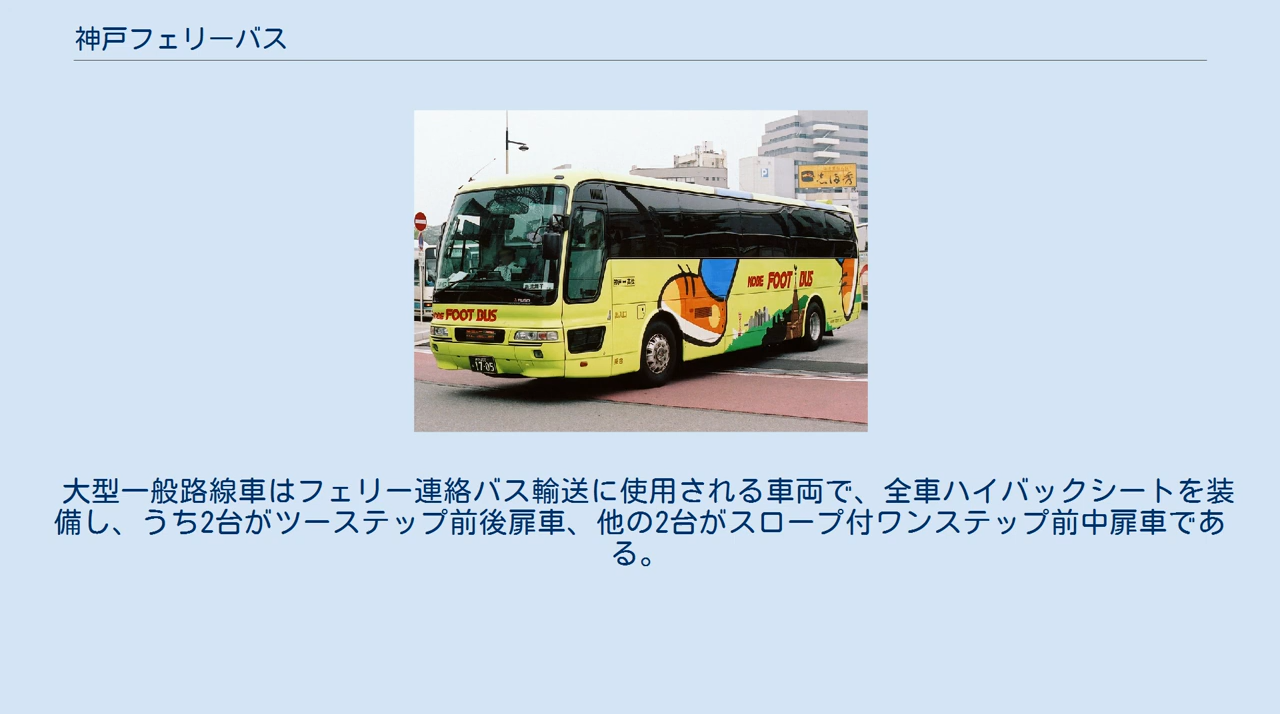 神戸フェリーバス
志海秀
KOBE FOOT BUS
KOBE FOOT BUS
17-05
大型一般路線車はフェリー連絡バス輸送に使用される車両で、全車ハイバックシートを装
備し、うち2台がツーステップ前後扉車、他の2台がスロープ付ワンステップ前中扉車であ
る。